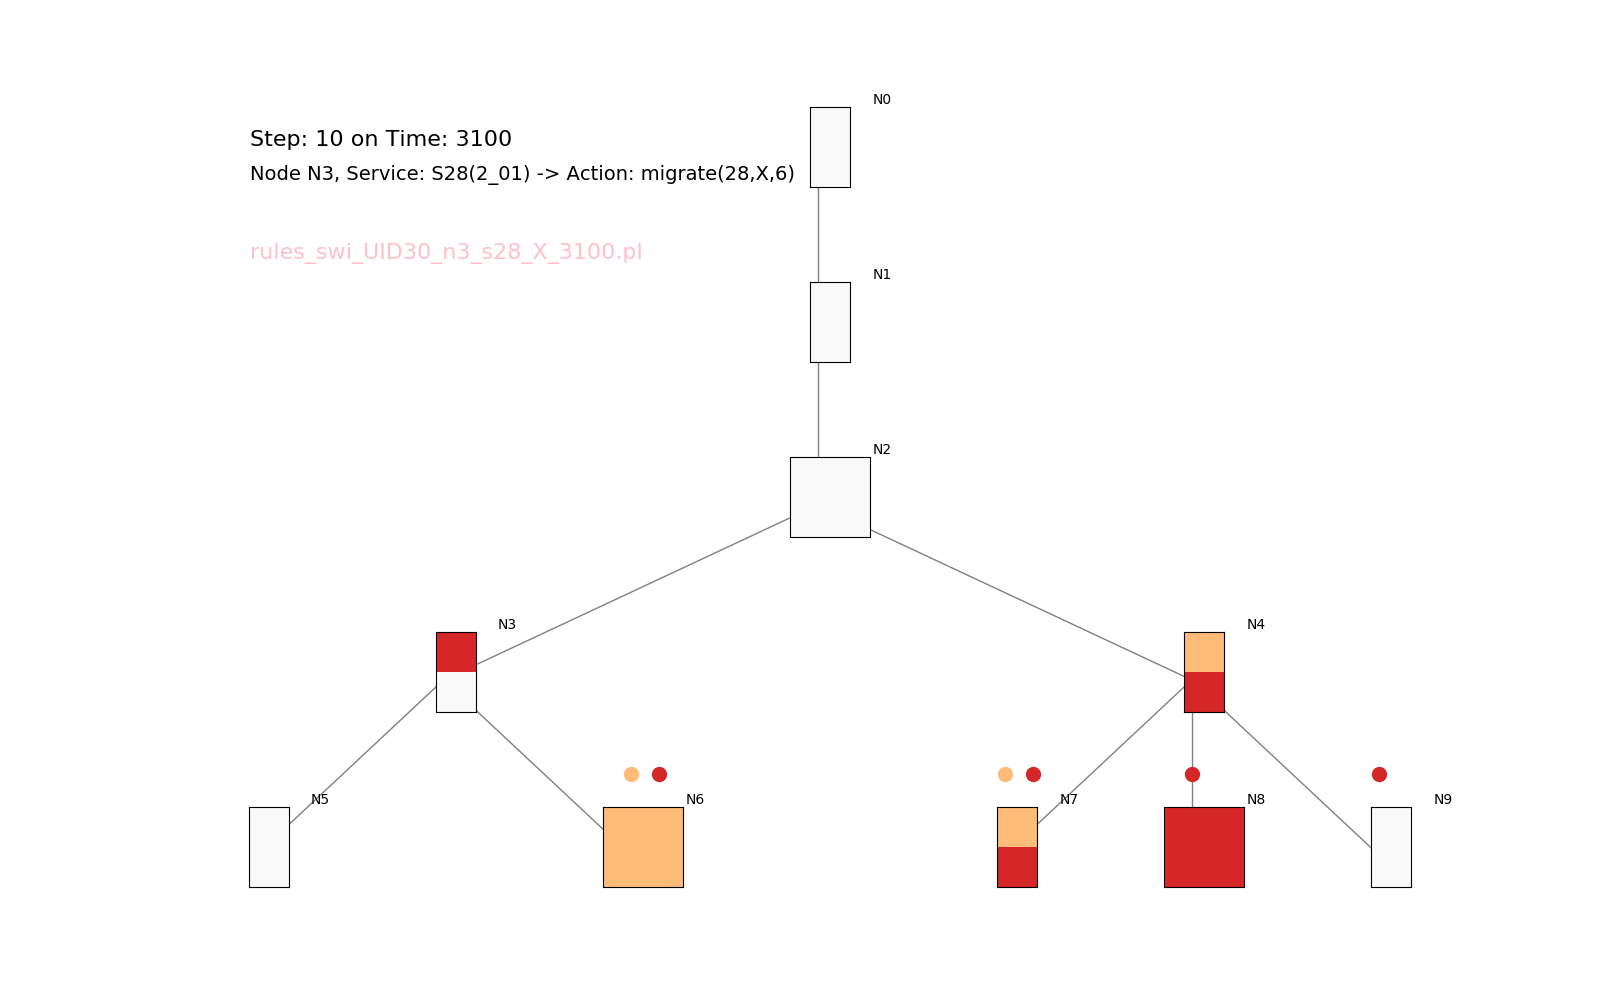 N0
Step: 10 on Time: 3100
Node N3, Service: S28(2_01) -> Action: migrate(28,X,6)
rules_swi_UID30_n3_s28_X_3100.pl
N1
N2
N3
N4
N5
N6
N7
N8
N9